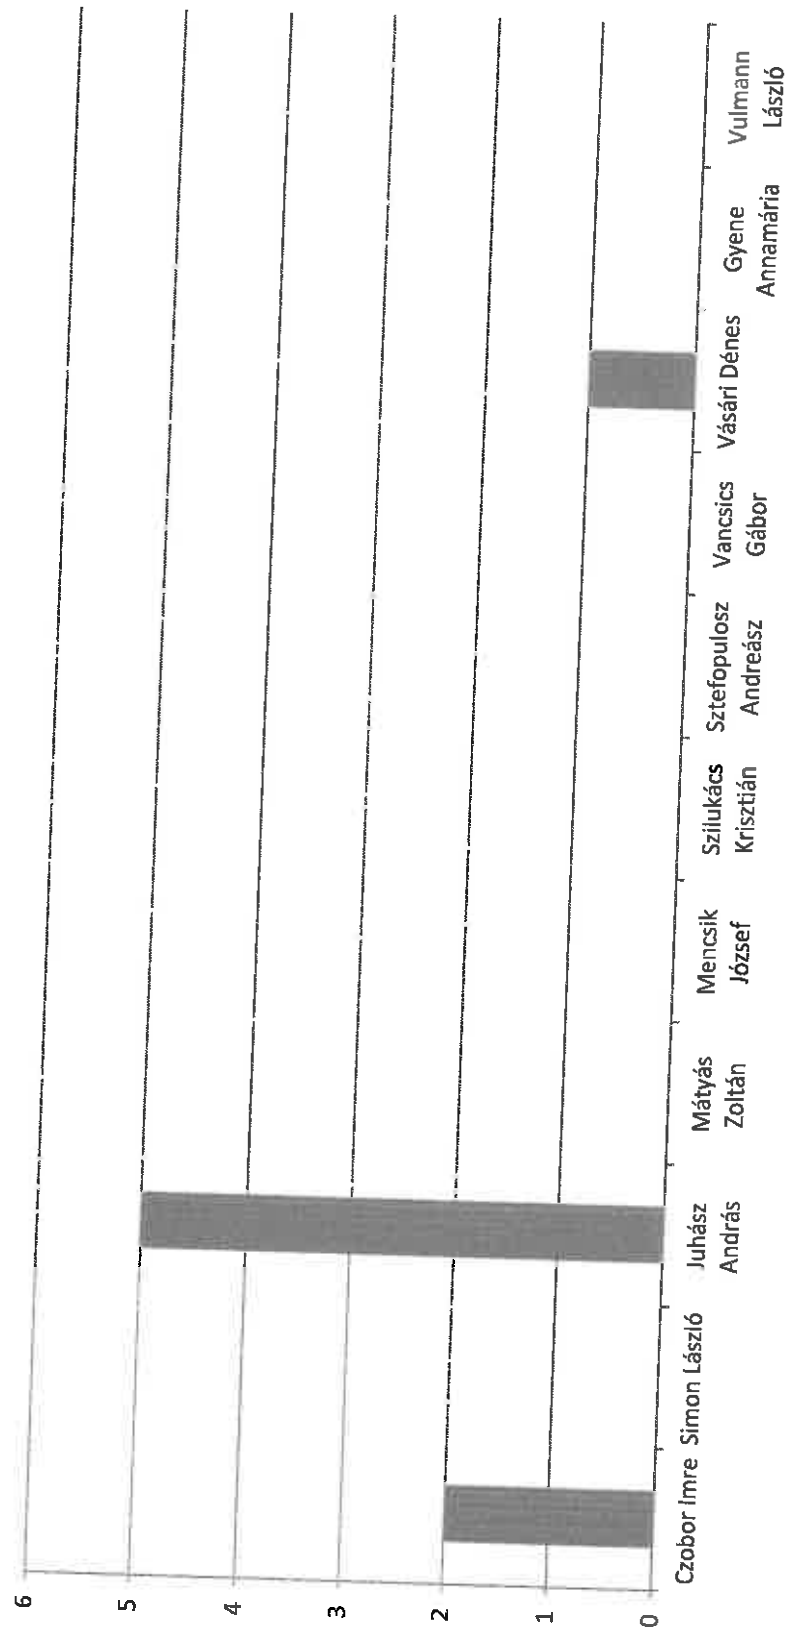 6
5
4
3
2
1
0
Czobor Imre
Simon László
Juhász
András
Mátyás
Zoltán
Mencsik
József
Szilukács
Krisztián
Sztefopulosz
Andreász
Vancsics
Gábor
Vásári Dénes
Gyene
Annamária
Vulmann
László